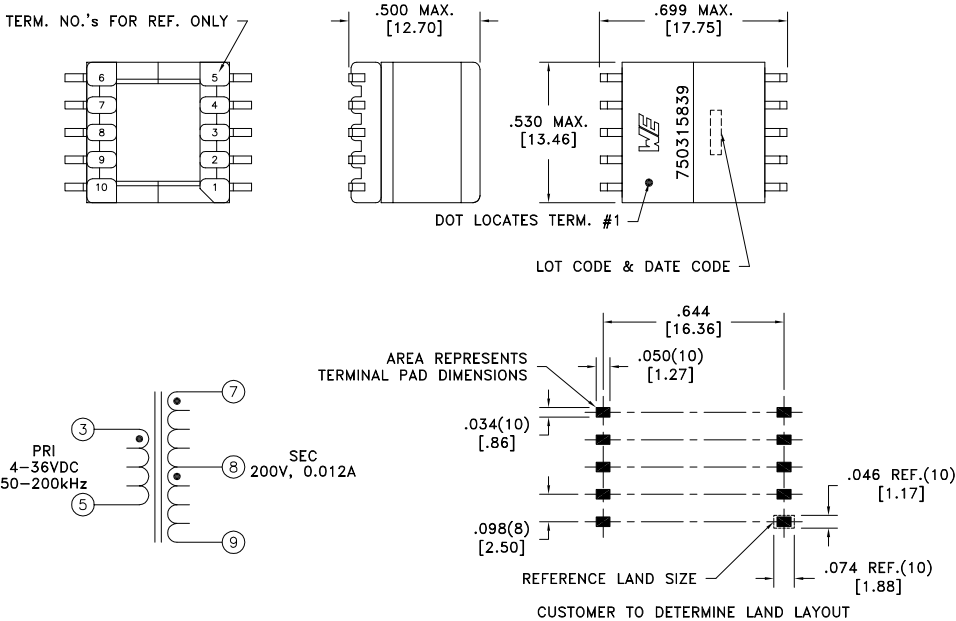 TERM. NO.'s FOR REF. ONLY
.500 MAX.
[12.70]
.699 MAX.
[17.75]
6
5
7
4
8
3
9
2
10
1
.530 MAX.
[13.46]
WE
750315839
DOT LOCATES TERM. #1
LOT CODE & DATE CODE
.644
[16.36]
AREA REPRESENTS
TERMINAL PAD DIMENSIONS
.050(10)
[1.27]
.034(10)
[.86]
.098(8)
[2.50]
.046 REF.(10)
[1.17]
.074 REF.(10)
[1.88]
REFERENCE LAND SIZE
CUSTOMER TO DETERMINE LAND LAYOUT
3
PRI
4-36VDC
50-200kHz
5
7
8
SEC
200V, 0.012A
9